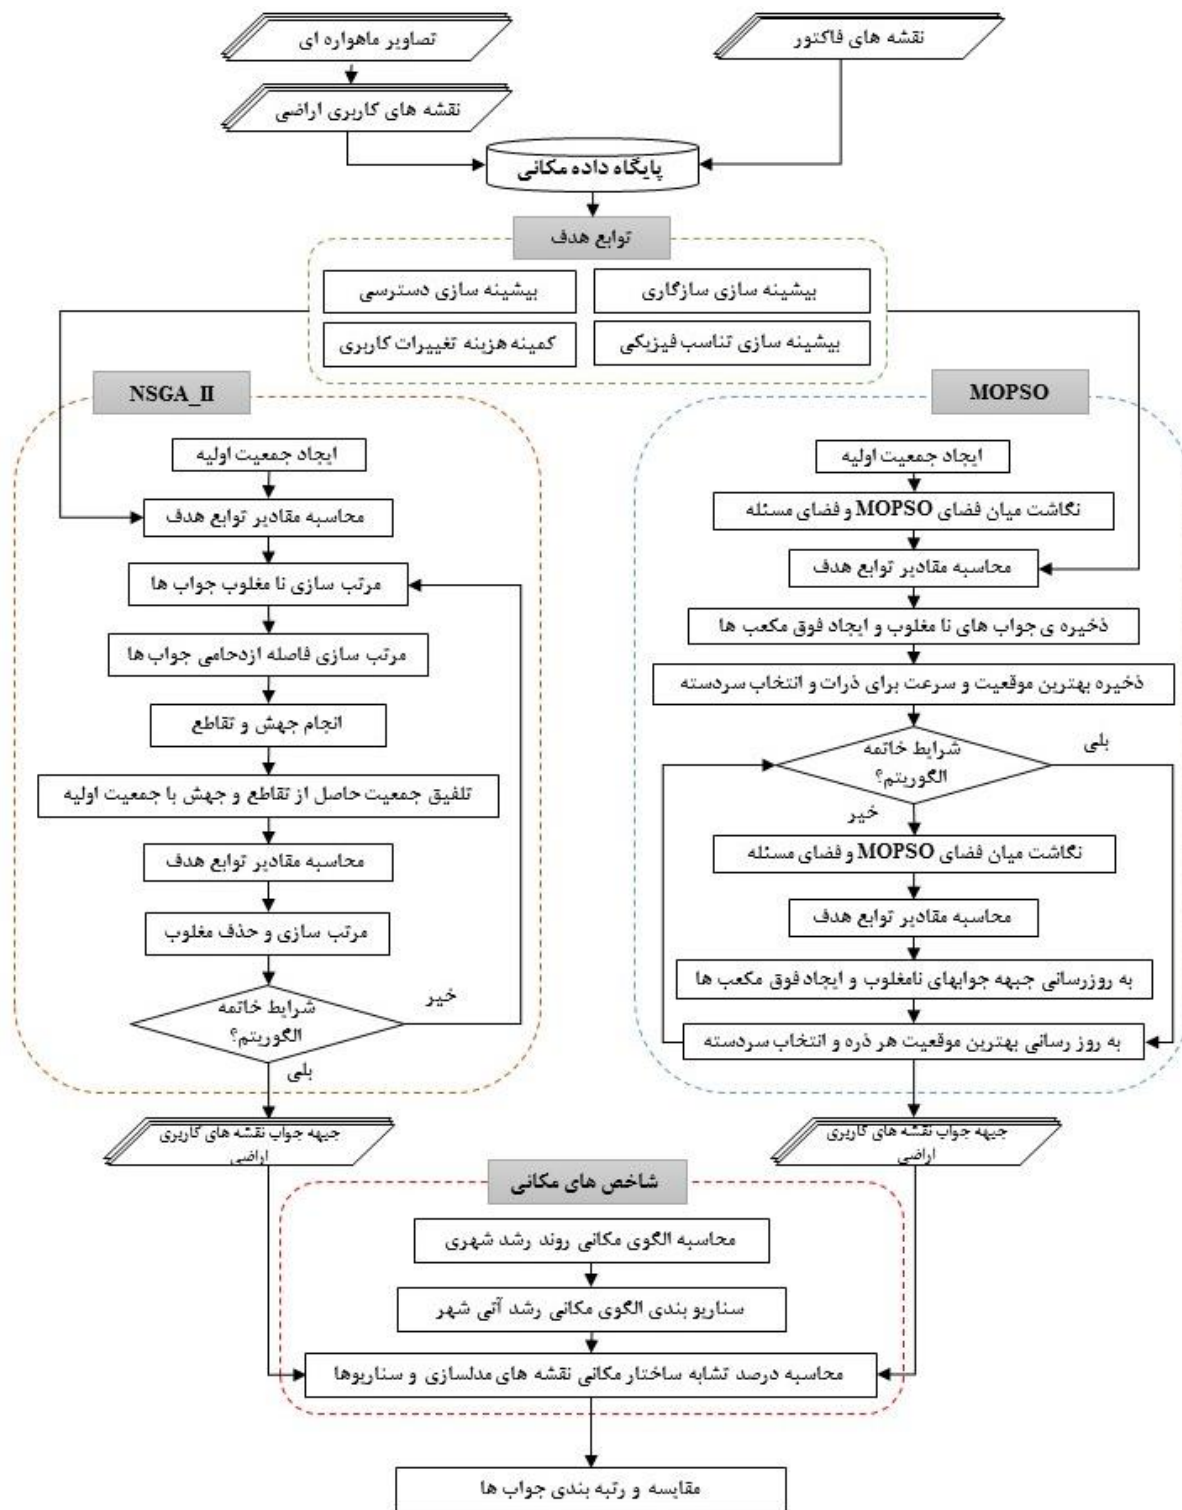 تصاویر ماهواره ای
نقشه های فاکتور
نقشه های کاربری اراضی
پایگاه داده مکانی
توابع هدف
بیشینه سازی سازگاری
بیشینه سازی دسترسی
بیشینه سازی تناسب فیزیکی
کمینه هزینه تغییرات کاربری
NSGA_II
ایجاد جمعیت اولیه
محاسبه مقادیر توابع هدف
مرتب سازی نا مغلوب جواب ها
مرتب سازی فاصله ازدحامی جواب ها
انجام جهش و تقاطع
تلفیق جمعیت حاصل از تقاطع و جهش با جمعیت اولیه
محاسبه مقادیر توابع هدف
مرتب سازی و حذف مغلوب
شرایط خاتمه
الگوریتم؟
خیر
بلی
جبهه جواب نقشه های کاربری
اراضی
MOPSO
ایجاد جمعیت اولیه
نگاشت میان فضای MOPSO و فضای مسئله
محاسبه مقادیر توابع هدف
ذخیره ی جواب های نا مغلوب و ایجاد فوق مکعب ها
ذخیره بهترین موقعیت و سرعت برای ذرات و انتخاب سردسته
شرایط خاتمه
الگوریتم؟
بلی
خیر
نگاشت میان فضای MOPSO و فضای مسئله
محاسبه مقادیر توابع هدف
به روزرسانی جبهه جوابهای نامغلوب و ایجاد فوق مکعب ها
به روز رسانی بهترین موقعیت هر ذره و انتخاب سردسته
جبهه جواب نقشه های کاربری
اراضی
شاخص های مکانی
محاسبه الگوی مکانی روند رشد شهری
سناریو بندی الگوی مکانی رشد آتی شهر
محاسبه درصد تشابه ساختار مکانی نقشه های مدلسازی و سناریوها
مقایسه و رتبه بندی جواب ها